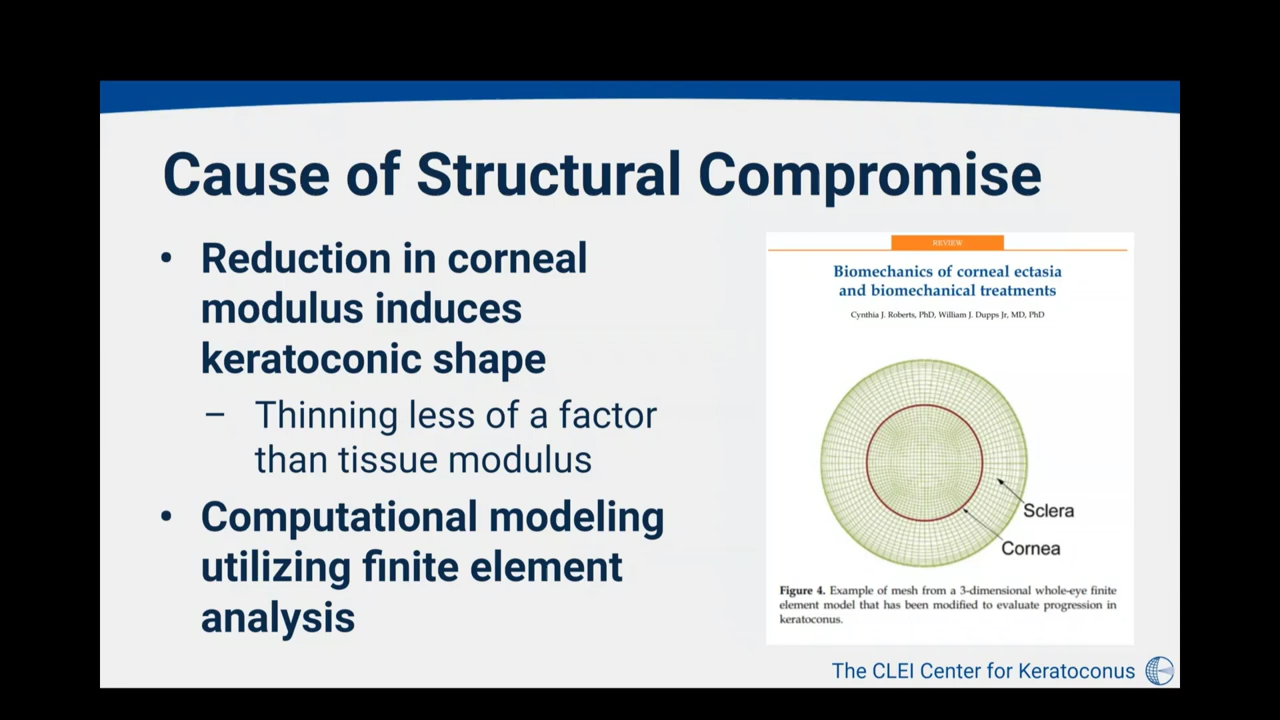 Cause of Structural Compromise
• Reduction in corneal
modulus induces
keratoconic shape
– Thinning less of a factor
than tissue modulus
• Computational modeling
utilizing finite element
analysis
REVIEW
Biomechanics of corneal ectasia
and biomechanical treatments
Cynthia J. Roberts, PhD, William J. Dupps Jr, MD, PhD
Sclera
Cornea
Figure 4. Example of mesh from a 3-dimensional whole-eye finite
element model that has been modified to evaluate progression in
keratoconus.
The CLEI Center for Keratoconus